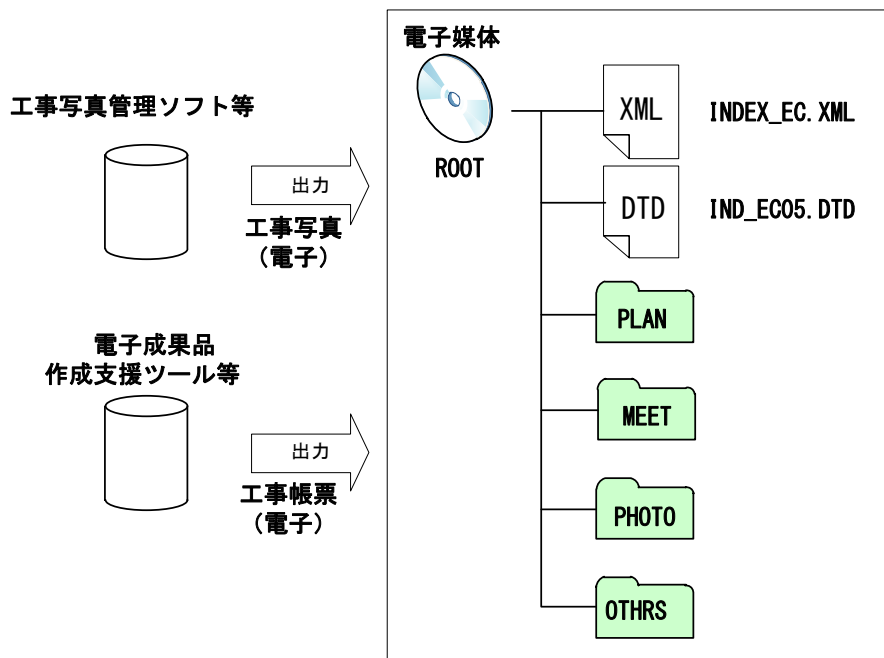 工事写真管理ソフト等
出力
工事写真
(電子)
電子成果品
作成支援ツール等
出力
工事帳票
(電子)
電子媒体
ROOT
XML
INDEX_EC.XML
DTD
IND_EC05.DTD
PLAN
MEET
PHOTO
OTHRS